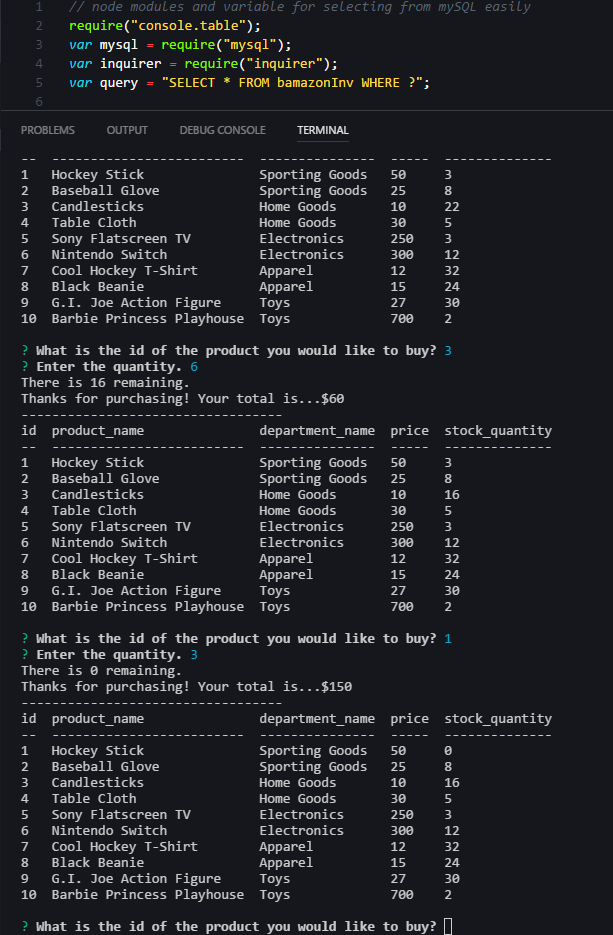 1 // node modules and variable for selecting from mySQL easily
2 require("console.table");
3 var mysql = require("mysql");
4 var inquirer = require("inquirer");
5 var query = "SELECT * FROM bamazonInv WHERE ?";
6
PROBLEMS OUTPUT DEBUG CONSOLE TERMINAL
-- ------------------------- --------------- ----- --------------
1 Hockey Stick Sporting Goods 50 3
2 Baseball Glove Sporting Goods 25 8
3 Candlesticks Home Goods 10 22
4 Table Cloth Home Goods 30 5
5 Sony Flatscreen TV Electronics 250 3
6 Nintendo Switch Electronics 300 12
7 Cool Hockey T-Shirt Apparel 12 32
8 Black Beanie Apparel 15 24
9 G.I. Joe Action Figure Toys 27 30
10 Barbie Princess Playhouse Toys 700 2
? What is the id of the product you would like to buy? 3
? Enter the quantity. 6
There is 16 remaining.
Thanks for purchasing! Your total is...$60
----------------------------------
id product_name department_name price stock_quantity
-- ------------------------- --------------- ----- --------------
1 Hockey Stick Sporting Goods 50 3
2 Baseball Glove Sporting Goods 25 8
3 Candlesticks Home Goods 10 16
4 Table Cloth Home Goods 30 5
5 Sony Flatscreen TV Electronics 250 3
6 Nintendo Switch Electronics 300 12
7 Cool Hockey T-Shirt Apparel 12 32
8 Black Beanie Apparel 15 24
9 G.I. Joe Action Figure Toys 27 30
10 Barbie Princess Playhouse Toys 700 2
? What is the id of the product you would like to buy? 1
? Enter the quantity. 3
There is 0 remaining.
Thanks for purchasing! Your total is...$150
----------------------------------
id product_name department_name price stock_quantity
-- ------------------------- --------------- ----- --------------
1 Hockey Stick Sporting Goods 50 0
2 Baseball Glove Sporting Goods 25 8
3 Candlesticks Home Goods 10 16
4 Table Cloth Home Goods 30 5
5 Sony Flatscreen TV Electronics 250 3
6 Nintendo Switch Electronics 300 12
7 Cool Hockey T-Shirt Apparel 12 32
8 Black Beanie Apparel 15 24
9 G.I. Joe Action Figure Toys 27 30
10 Barbie Princess Playhouse Toys 700 2
? What is the id of the product you would like to buy?